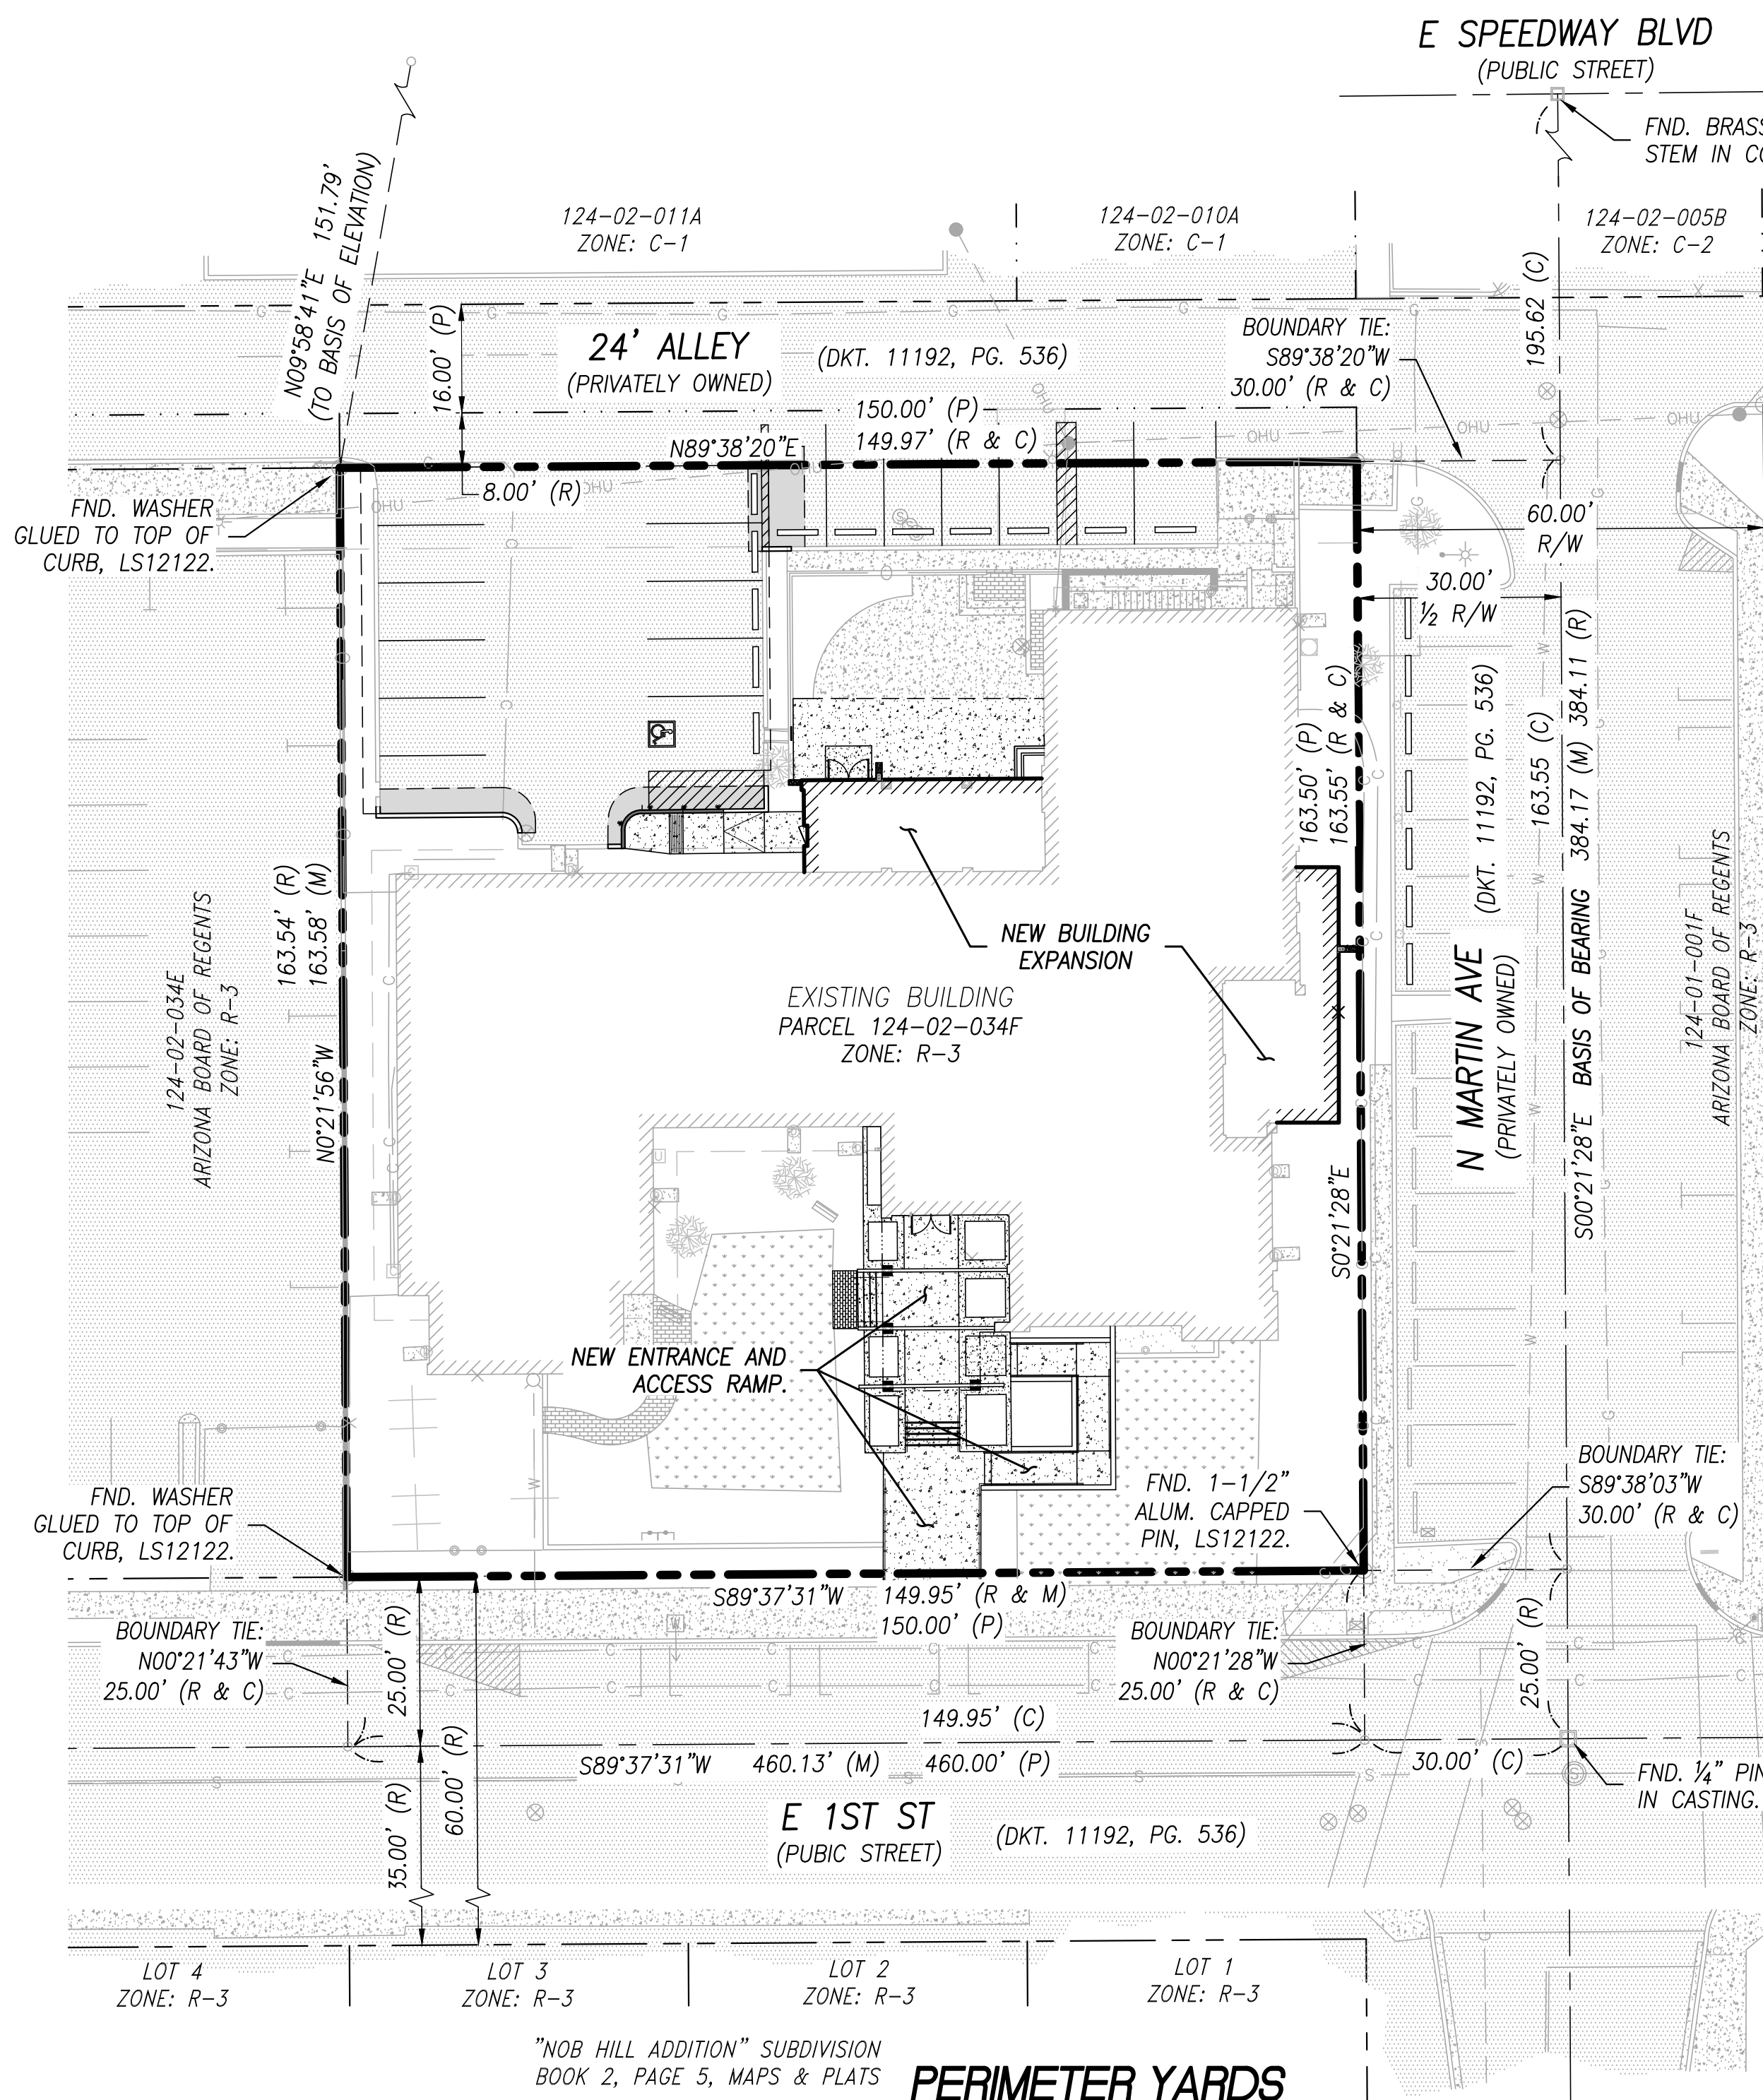 E SPEEDWAY BLVD
(PUBLIC STREET)
FND. BRASS
STEM IN
N09°58'41"E 151.79'
(TO BASIS OF ELEVATION)
124-02-011A
ZONE: C-1
124-02-010A
ZONE: C-1
124-02-005B
ZONE: C-2
195.62 (C)
16.00' (P)
24' ALLEY
(PRIVATELY OWNED)
(DKT. 11192, PG. 536)
BOUNDARY TIE:
S89°38'20"W
30.00' (R & C)
150.00' (P)
N89°38'20"E
149.97' (R & C)
8.00' (R)
OHU
OHU
OHU
OHU
OHU
OHU
OHU
FND. WASHER
GLUED TO TOP OF
CURB, LS12122.
60.00'
R/W
30.00'
½ R/W
163.50' (P)
163.55' (R & C)
(DKT. 11192, PG. 536)
163.55 (C)
S00°21'28"E BASIS OF BEARING 384.17 (M) 384.11 (R)
N MARTIN AVE
(PRIVATELY OWNED)
124-01-001F
ARIZONA BOARD OF REGENTS
ZONE: R-3
124-02-034E
ARIZONA BOARD OF REGENTS
ZONE: R-3
163.54' (R)
163.58' (M)
N0°21'56"W
NEW BUILDING
EXPANSION
EXISTING BUILDING
PARCEL 124-02-034F
ZONE: R-3
S0°21'28"E
NEW ENTRANCE AND
ACCESS RAMP.
FND. WASHER
GLUED TO TOP OF
CURB, LS12122.
FND. 1-1/2"
ALUM. CAPPED
PIN, LS12122.
BOUNDARY TIE:
S89°38'03"W
30.00' (R & C)
S89°37'31"W 149.95' (R & M)
150.00' (P)
BOUNDARY TIE:
N00°21'43"W
25.00' (R & C)
25.00' (R)
BOUNDARY TIE:
N00°21'28"W
25.00' (R & C)
25.00' (R)
149.95' (C)
S89°37'31"W 460.13' (M) 460.00' (P)
30.00' (C)
FND. ¼" PIN
IN CASTING.
35.00' (R)
60.00' (R)
E 1ST ST
(PUBIC STREET)
(DKT. 11192, PG. 536)
LOT 4
ZONE: R-3
LOT 3
ZONE: R-3
LOT 2
ZONE: R-3
LOT 1
ZONE: R-3
"NOB HILL ADDITION" SUBDIVISION
BOOK 2, PAGE 5, MAPS & PLATS
PERIMETER YARDS